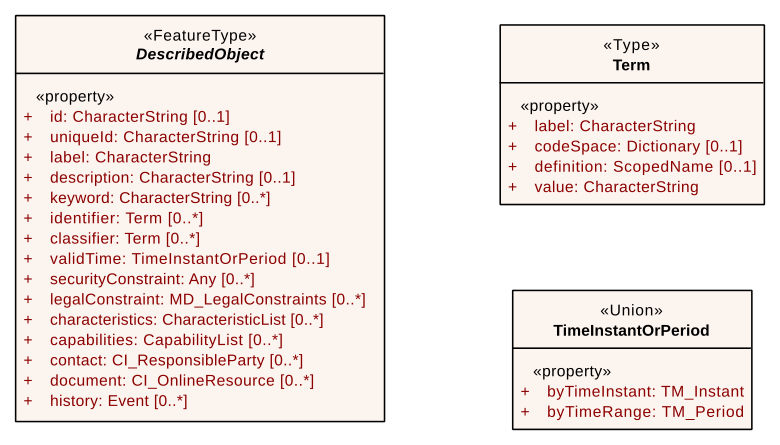 «FeatureType»
DescribedObject
«property»
+ id: CharacterString [0..1]
+ uniqueId: CharacterString [0..1]
+ label: CharacterString
+ description: CharacterString [0..1]
+ keyword: CharacterString [0..*]
+ identifier: Term [0..*]
+ classifier: Term [0..*]
+ validTime: TimeInstantOrPeriod [0..1]
+ securityConstraint: Any [0..*]
+ legalConstraint: MD_LegalConstraints [0..*]
+ characteristics: CharacteristicList [0..*]
+ capabilities: CapabilityList [0..*]
+ contact: CI_ResponsibleParty [0..*]
+ document: CI_OnlineResource [0..*]
+ history: Event [0..*]
«Type»
Term
«property»
+ label: CharacterString
+ codeSpace: Dictionary [0..1]
+ definition: ScopedName [0..1]
+ value: CharacterString
«Union»
TimeInstantOrPeriod
«property»
+ byTimeInstant: TM_Instant
+ byTimeRange: TM_Period